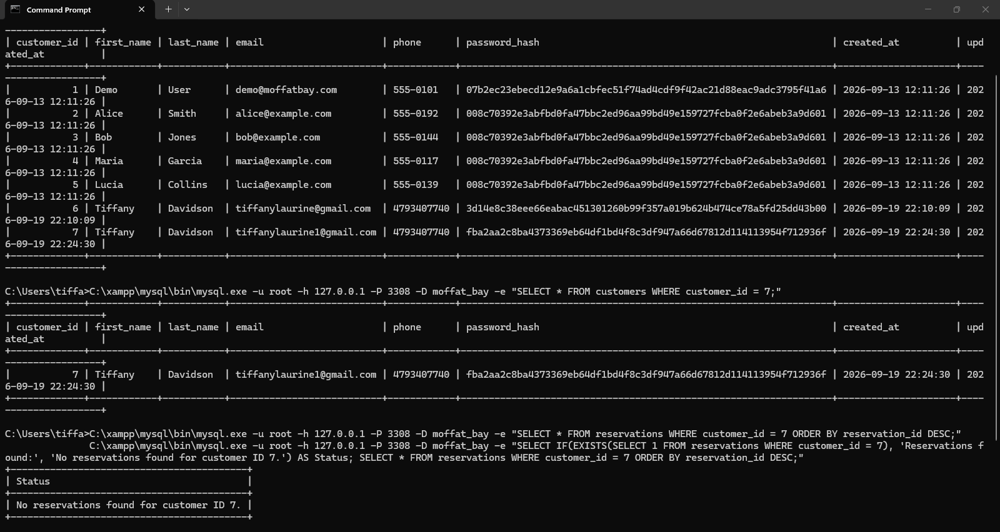 Command Prompt
-----------------+
| customer_id | first_name | last_name | email                     | phone      | password_hash                                                    | created_at          | upd
ated_at          |
+-------------+------------+-----------+---------------------------+------------+------------------------------------------------------------------+---------------------+----
-----------------+
|           1 | Demo       | User      | demo@moffatbay.com        | 555-0101   | 07b2ec23ebecd12e9a6a1cbfec51f74ad4cdf9f42ac21d88eac9adc3795f41a6 | 2026-09-13 12:11:26 | 202
6-09-13 12:11:26 |
|           2 | Alice      | Smith     | alice@example.com         | 555-0192   | 008c70392e3abfbd0fa47bbc2ed96aa99bd49e159727fcba0f2e6abeb3a9d601 | 2026-09-13 12:11:26 | 202
6-09-13 12:11:26 |
|           3 | Bob        | Jones     | bob@example.com           | 555-0144   | 008c70392e3abfbd0fa47bbc2ed96aa99bd49e159727fcba0f2e6abeb3a9d601 | 2026-09-13 12:11:26 | 202
6-09-13 12:11:26 |
|           4 | Maria      | Garcia    | maria@example.com         | 555-0117   | 008c70392e3abfbd0fa47bbc2ed96aa99bd49e159727fcba0f2e6abeb3a9d601 | 2026-09-13 12:11:26 | 202
6-09-13 12:11:26 |
|           5 | Lucia      | Collins   | lucia@example.com         | 555-0139   | 008c70392e3abfbd0fa47bbc2ed96aa99bd49e159727fcba0f2e6abeb3a9d601 | 2026-09-13 12:11:26 | 202
6-09-13 12:11:26 |
|           6 | Tiffany    | Davidson  | tiffanylaurine@gmail.com  | 4793407740 | 3d14e8c38eee66eabac451301260b99f357a019b624b474ce78a5fd25dd43b00 | 2026-09-19 22:10:09 | 202
6-09-19 22:10:09 |
|           7 | Tiffany    | Davidson  | tiffanylaurine1@gmail.com | 4793407740 | fba2aa2c8ba4373369eb64df1bd4f8c3df947a66d67812d114113954f712936f | 2026-09-19 22:24:30 | 202
6-09-19 22:24:30 |
+-------------+------------+-----------+---------------------------+------------+------------------------------------------------------------------+---------------------+----
-----------------+
C:\Users\tiffa>C:\xampp\mysql\bin\mysql.exe -u root -h 127.0.0.1 -P 3308 -D moffat_bay -e "SELECT * FROM customers WHERE customer_id = 7;"
+-------------+------------+-----------+---------------------------+------------+------------------------------------------------------------------+---------------------+----
-----------------+
| customer_id | first_name | last_name | email                     | phone      | password_hash                                                    | created_at          | upd
ated_at          |
+-------------+------------+-----------+---------------------------+------------+------------------------------------------------------------------+---------------------+----
-----------------+
|           7 | Tiffany    | Davidson  | tiffanylaurine1@gmail.com | 4793407740 | fba2aa2c8ba4373369eb64df1bd4f8c3df947a66d67812d114113954f712936f | 2026-09-19 22:24:30 | 202
6-09-19 22:24:30 |
+-------------+------------+-----------+---------------------------+------------+------------------------------------------------------------------+---------------------+----
-----------------+
C:\Users\tiffa>C:\xampp\mysql\bin\mysql.exe -u root -h 127.0.0.1 -P 3308 -D moffat_bay -e "SELECT * FROM reservations WHERE customer_id = 7 ORDER BY reservation_id DESC;"
               C:\xampp\mysql\bin\mysql.exe -u root -h 127.0.0.1 -P 3308 -D moffat_bay -e "SELECT IF(EXISTS(SELECT 1 FROM reservations WHERE customer_id = 7), 'Reservations f
ound:', 'No reservations found for customer ID 7.') AS Status; SELECT * FROM reservations WHERE customer_id = 7 ORDER BY reservation_id DESC;"
+------------------------------------------+
| Status                                   |
+------------------------------------------+
| No reservations found for customer ID 7. |
+------------------------------------------+